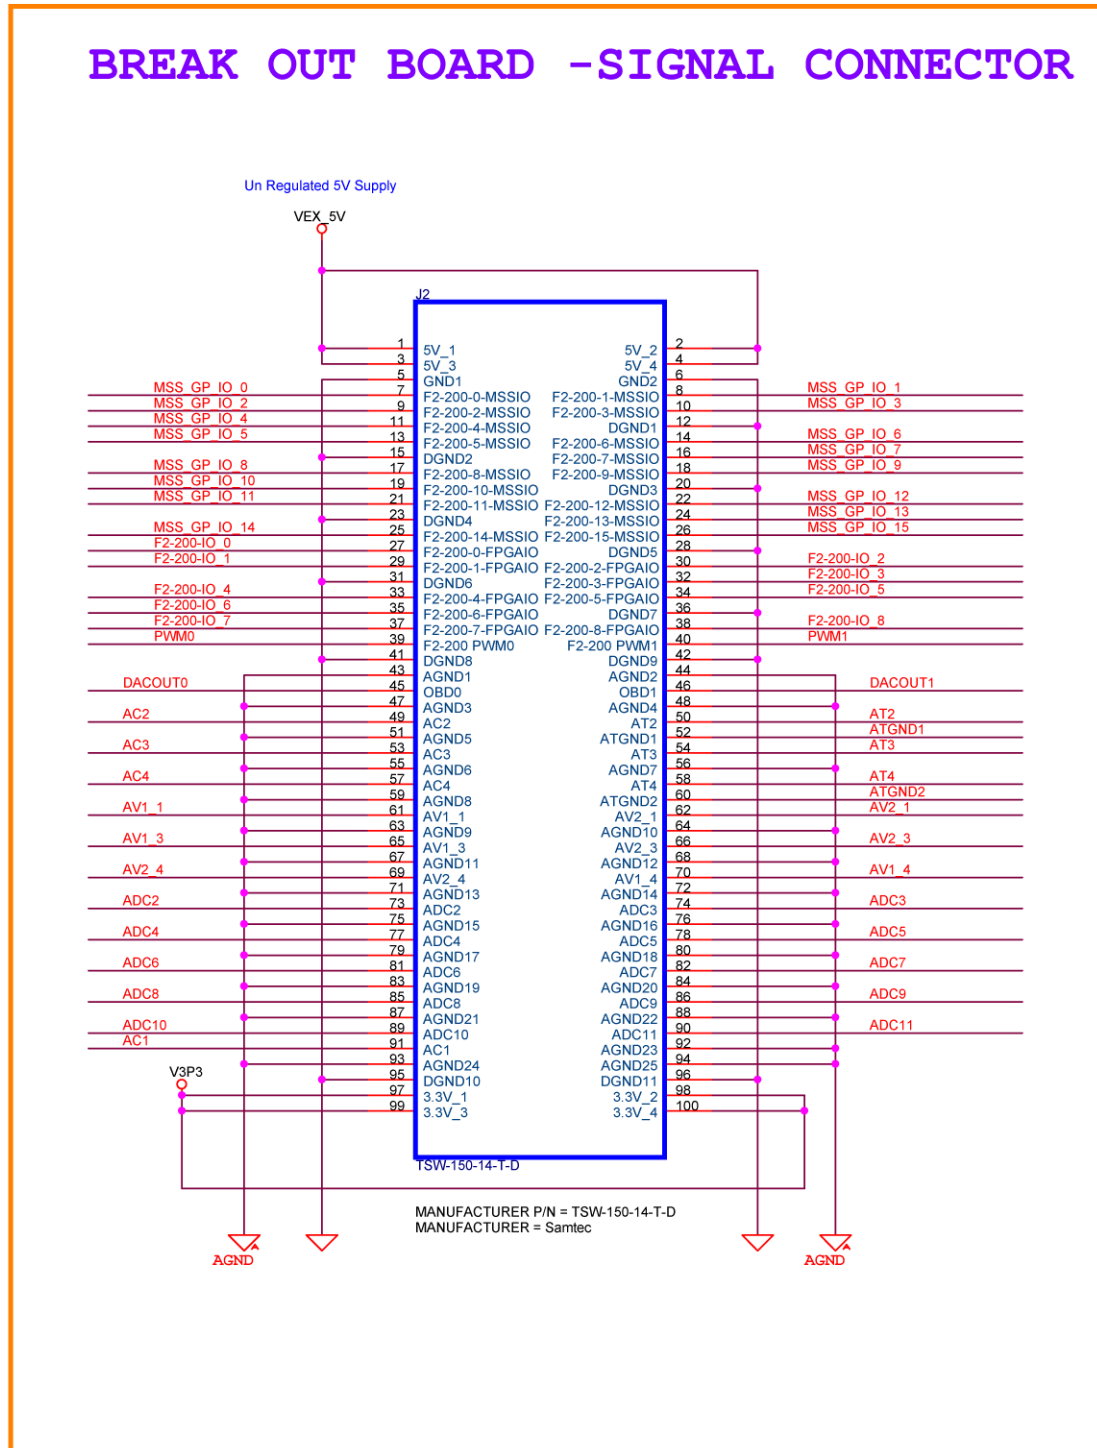 BREAK OUT BOARD -SIGNAL CONNECTOR
Un Regulated 5V Supply
VEX_5V
J2
1 5V_1 5V_2 2
3 5V_3 5V_4 4
5 GND1 GND2 6
MSS_GP_IO_0 7 F2-200-0-MSSIO F2-200-1-MSSIO 8 MSS_GP_IO_1
MSS_GP_IO_2 9 F2-200-2-MSSIO F2-200-3-MSSIO 10 MSS_GP_IO_3
MSS_GP_IO_4 11 F2-200-4-MSSIO DGND1 12
MSS_GP_IO_5 13 F2-200-5-MSSIO F2-200-6-MSSIO 14 MSS_GP_IO_6
15 DGND2 F2-200-7-MSSIO 16 MSS_GP_IO_7
MSS_GP_IO_8 17 F2-200-8-MSSIO F2-200-9-MSSIO 18 MSS_GP_IO_9
MSS_GP_IO_10 19 F2-200-10-MSSIO DGND3 20
MSS_GP_IO_11 21 F2-200-11-MSSIO F2-200-12-MSSIO 22 MSS_GP_IO_12
23 DGND4 F2-200-13-MSSIO 24 MSS_GP_IO_13
MSS_GP_IO_14 25 F2-200-14-MSSIO F2-200-15-MSSIO 26 MSS_GP_IO_15
F2-200-IO_0 27 F2-200-0-FPGAIO DGND5 28
F2-200-IO_1 29 F2-200-1-FPGAIO F2-200-2-FPGAIO 30 F2-200-IO_2
31 DGND6 F2-200-3-FPGAIO 32 F2-200-IO_3
F2-200-IO_4 33 F2-200-4-FPGAIO F2-200-5-FPGAIO 34 F2-200-IO_5
F2-200-IO_6 35 F2-200-6-FPGAIO DGND7 36
F2-200-IO_7 37 F2-200-7-FPGAIO F2-200-8-FPGAIO 38 F2-200-IO_8
PWM0 39 F2-200 PWM0 F2-200 PWM1 40 PWM1
41 DGND8 DGND9 42
43 AGND1 AGND2 44
DACOUT0 45 OBD0 OBD1 46 DACOUT1
47 AGND3 AGND4 48
AC2 49 AC2 AT2 50 AT2
51 AGND5 ATGND1 52 ATGND1
AC3 53 AC3 AT3 54 AT3
55 AGND6 AGND7 56
AC4 57 AC4 AT4 58 AT4
59 AGND8 ATGND2 60 ATGND2
AV1_1 61 AV1_1 AV2_1 62 AV2_1
63 AGND9 AGND10 64
AV1_3 65 AV1_3 AV2_3 66 AV2_3
67 AGND11 AGND12 68
AV2_4 69 AV2_4 AV1_4 70 AV1_4
71 AGND13 AGND14 72
ADC2 73 ADC2 ADC3 74 ADC3
75 AGND15 AGND16 76
ADC4 77 ADC4 ADC5 78 ADC5
79 AGND17 AGND18 80
ADC6 81 ADC6 ADC7 82 ADC7
83 AGND19 AGND20 84
ADC8 85 ADC8 ADC9 86 ADC9
87 AGND21 AGND22 88
ADC10 89 ADC10 ADC11 90 ADC11
AC1 91 AC1 AGND23 92
93 AGND24 AGND25 94
V3P3
95 DGND10 DGND11 96
97 3.3V_1 3.3V_2 98
99 3.3V_3 3.3V_4 100
TSW-150-14-T-D
MANUFACTURER P/N = TSW-150-14-T-D
MANUFACTURER = Samtec
A A
AGND AGND